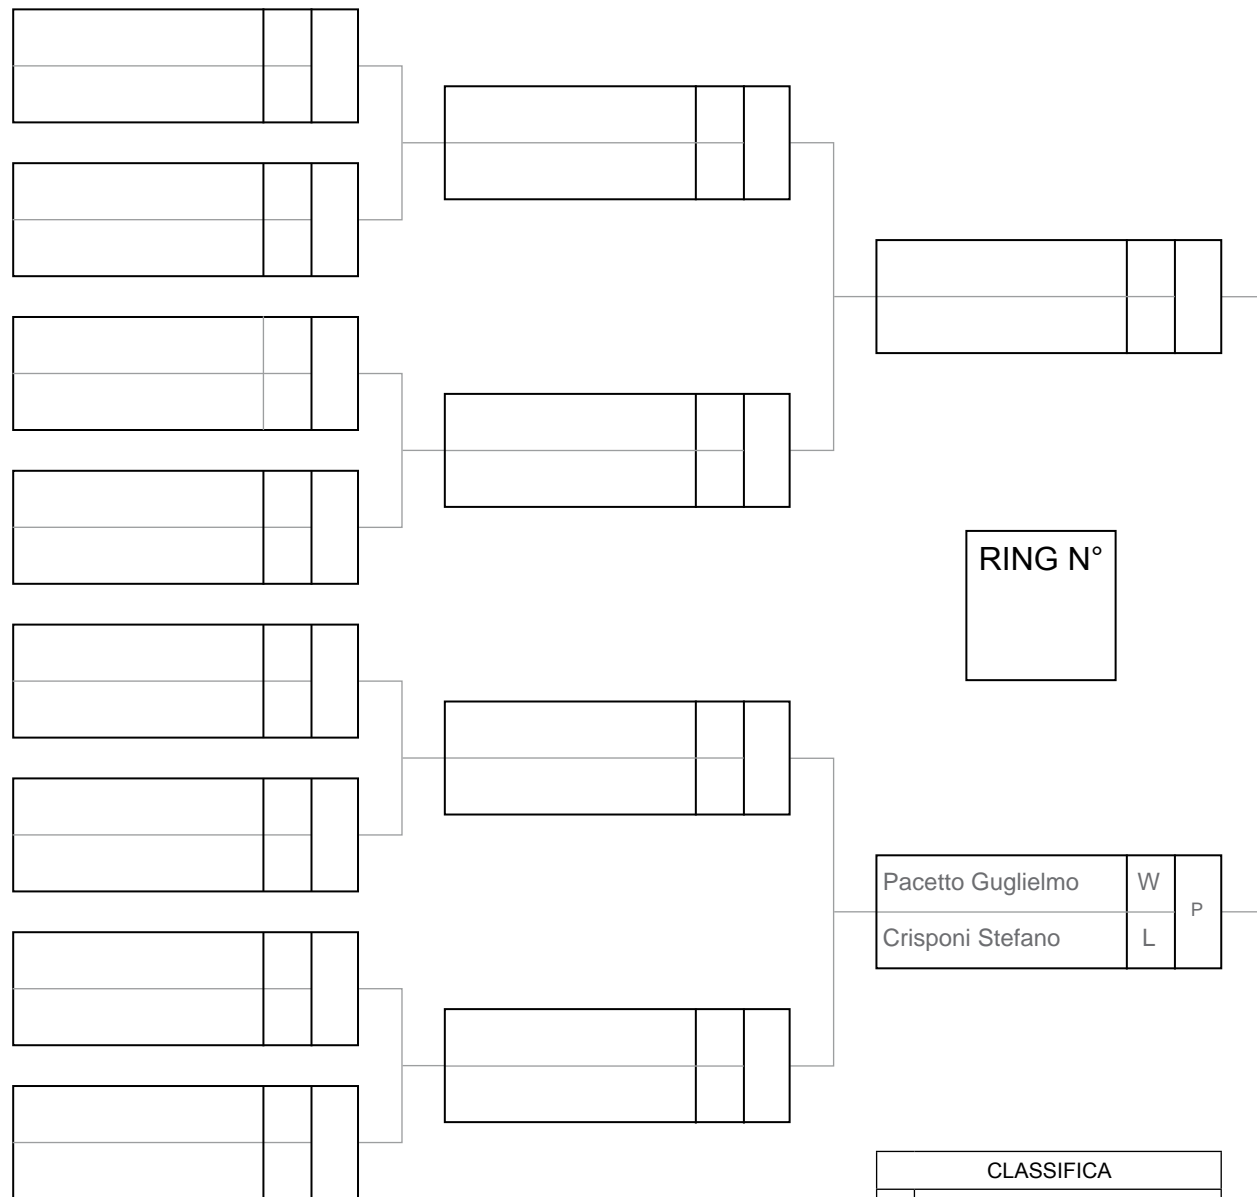 RING N°
Pacetto Guglielmo W
P
Crisponi Stefano L
CLASSIFICA